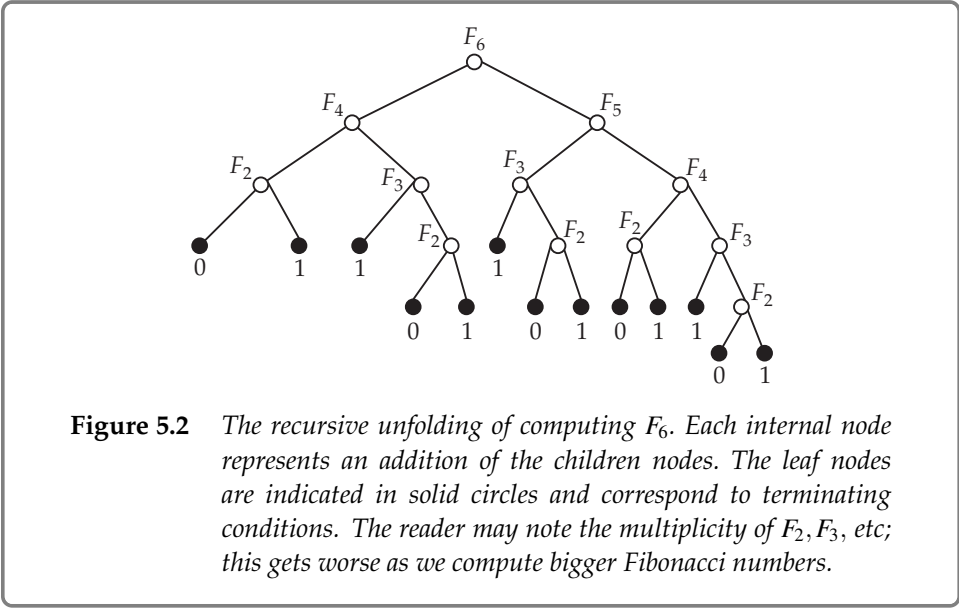 F6
F4
F5
F2
F3
F3
F4
F2
F2
F2
F3
0
1
1
1
F2
0
1
0
1
0
1
1
0
1
Figure 5.2 The recursive unfolding of computing F6. Each internal node
represents an addition of the children nodes. The leaf nodes
are indicated in solid circles and correspond to terminating
conditions. The reader may note the multiplicity of F2, F3, etc;
this gets worse as we compute bigger Fibonacci numbers.